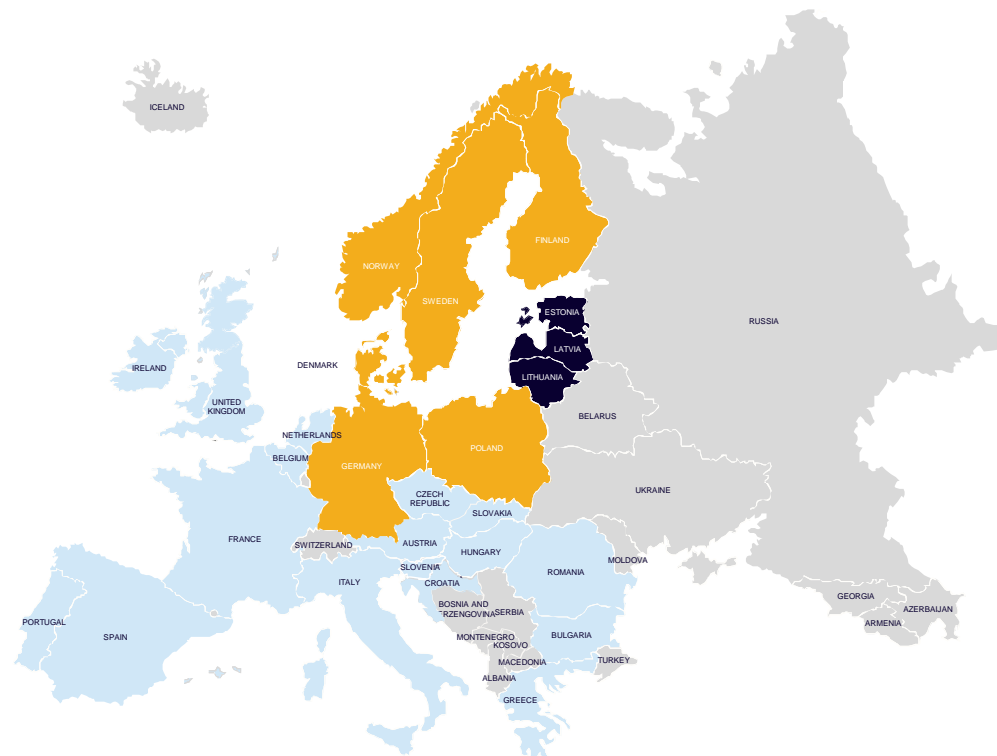 ICELAND
FINLAND
NORWAY
SWEDEN
ESTONIA
RUSSIA
LATVIA
DENMARK
IRELAND
LITHUANIA
UNITED
KINGDOM
BELARUS
NETHERLANDS
POLAND
BELGIUM
GERMANY
UKRAINE
CZECH
REPUBLIC
SLOVAKIA
FRANCE
SWITZERLAND
AUSTRIA
HUNGARY
MOLDOVA
SLOVENIA
ROMANIA
ITALY
CROATIA
GEORGIA
BOSNIA AND
RZENGOVINA
SERBIA
AZERBAIJAN
PORTUGAL
ARMENIA
SPAIN
MONTENEGRO
BULGARIA
KOSOVO
MACEDONIA
TURKEY
ALBANIA
GREECE